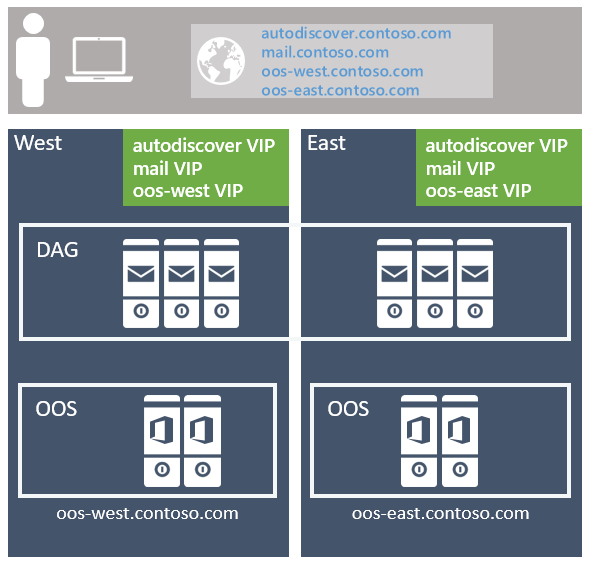 autodiscover.contoso.com
mail.contoso.com
oos-west.contoso.com
oos-east.contoso.com
West
autodiscover VIP
mail VIP
oos-west VIP
East
autodiscover VIP
mail VIP
oos-east VIP
DAG
OOS
OOS
oos-west.contoso.com
oos-east.contoso.com